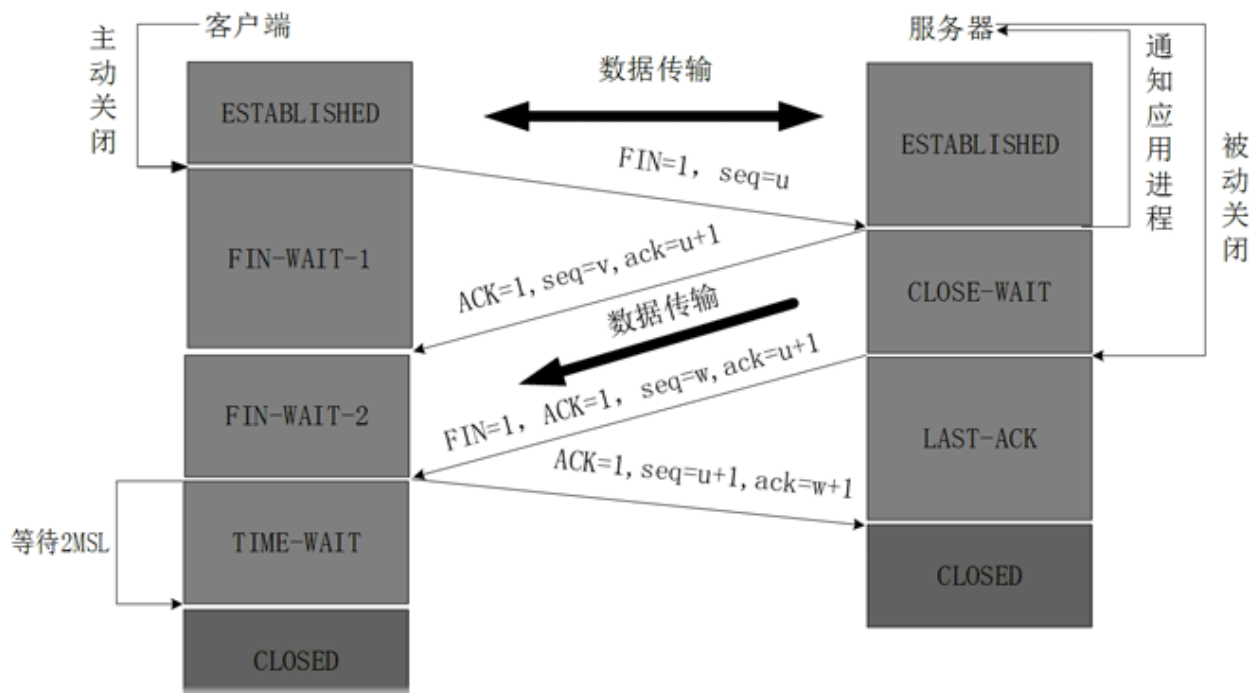 客户端
服务器
主动关闭
数据传输
通知应用进程
被动关闭
ESTABLISHED
ESTABLISHED
FIN=1, seq=u
FIN-WAIT-1
ACK=1,seq=v,ack=u+1
CLOSE-WAIT
数据传输
FIN=1, ACK=1, seq=w,ack=u+1
FIN-WAIT-2
LAST-ACK
ACK=1,seq=u+1,ack=w+1
等待2MSL
TIME-WAIT
CLOSED
CLOSED